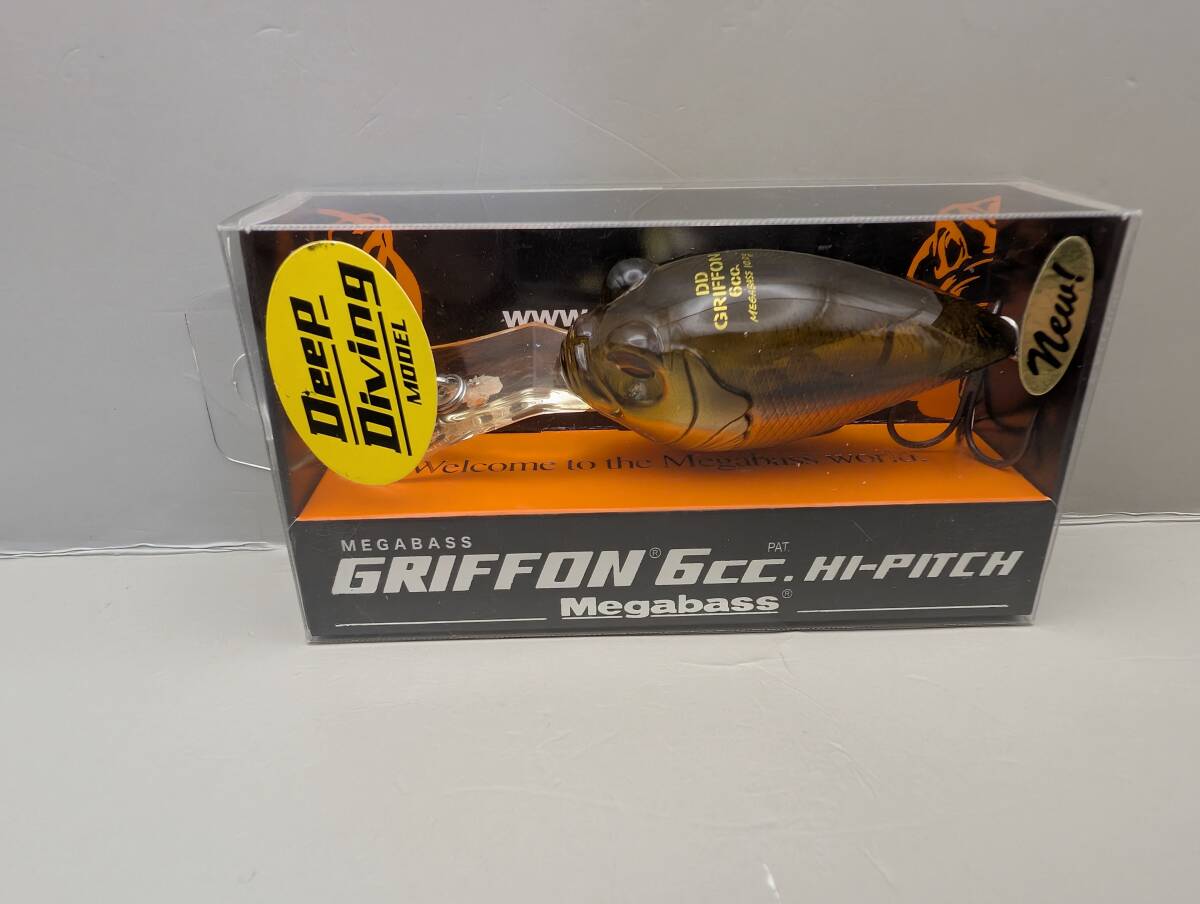 Deep
Diving
MODEL
www.
DD
GRIFFON
6cc.
MEGABASS
New!
Welcome to the Megabass world.
MEGABASS
GRIFFON® 6cc. HI-PITCH
PAT.
Megabass®